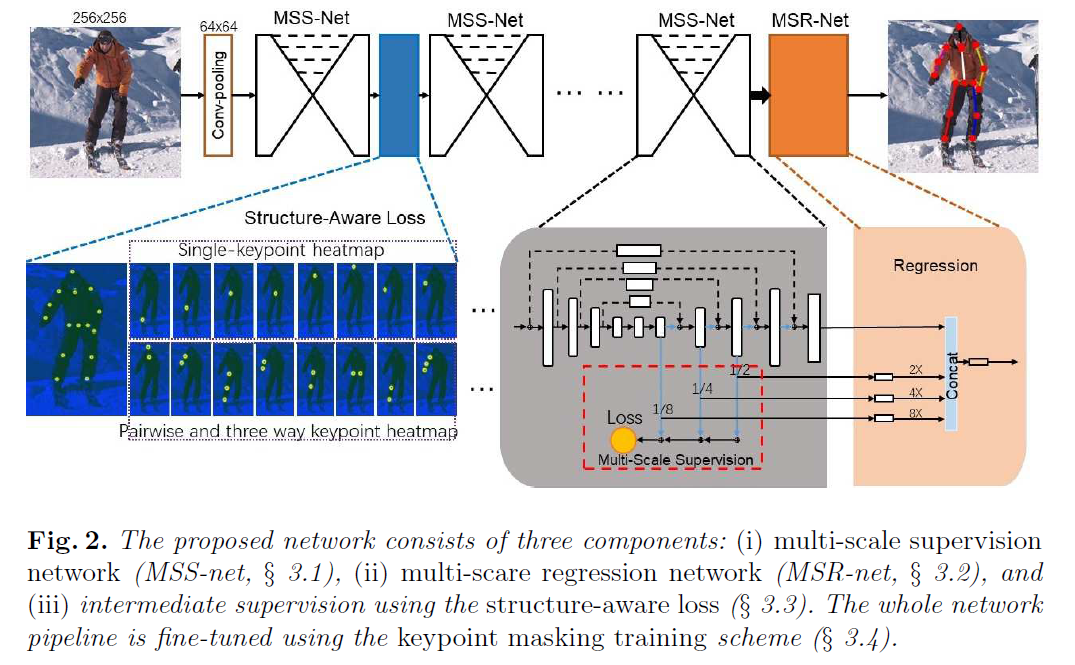 256x256
64x64
Conv-pooling
MSS-Net
MSS-Net
MSS-Net
MSR-Net
... ...
Structure-Aware Loss
Single-keypoint heatmap
...
...
Pairwise and three way keypoint heatmap
1/2
1/4
1/8
Loss
Multi-Scale Supervision
Regression
2X
4X
8X
Concat
Fig. 2. The proposed network consists of three components: (i) multi-scale supervision
network (MSS-net, § 3.1), (ii) multi-scare regression network (MSR-net, § 3.2), and
(iii) intermediate supervision using the structure-aware loss (§ 3.3). The whole network
pipeline is fine-tuned using the keypoint masking training scheme (§ 3.4).